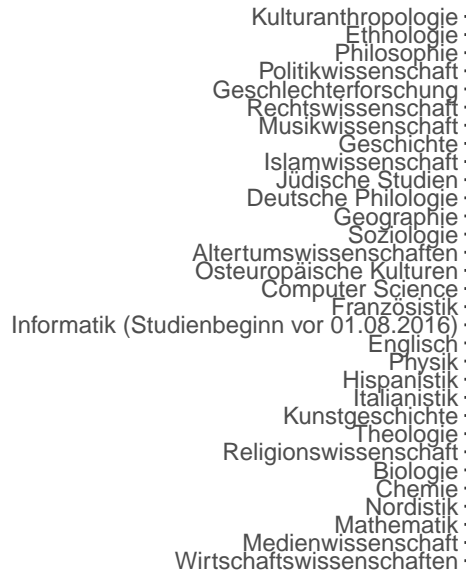 Kulturanthropologie
Ethnologie
Philosophie
Politikwissenschaft
Geschlechterforschung
Rechtswissenschaft
Musikwissenschaft
Geschichte
Islamwissenschaft
Jüdische Studien
Deutsche Philologie
Geographie
Soziologie
Altertumswissenschaften
Osteuropäische Kulturen
Computer Science
Französistik
Informatik (Studienbeginn vor 01.08.2016)
Englisch
Physik
Hispanistik
Italianistik
Kunstgeschichte
Theologie
Religionswissenschaft
Biologie
Chemie
Nordistik
Mathematik
Medienwissenschaft
Wirtschaftswissenschaften